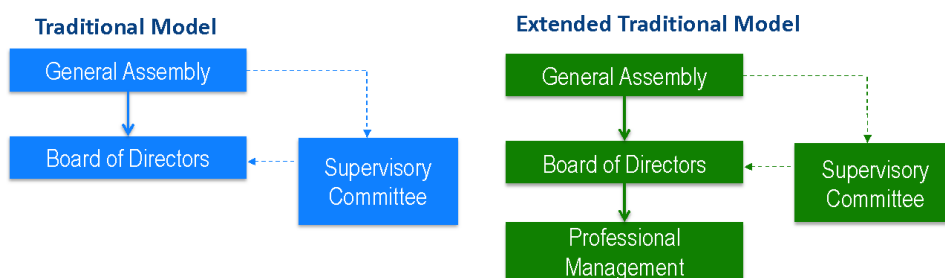 Traditional Model
General Assembly
Board of Directors
Supervisory
Committee
Extended Traditional Model
General Assembly
Board of Directors
Supervisory
Committee
Professional
Management